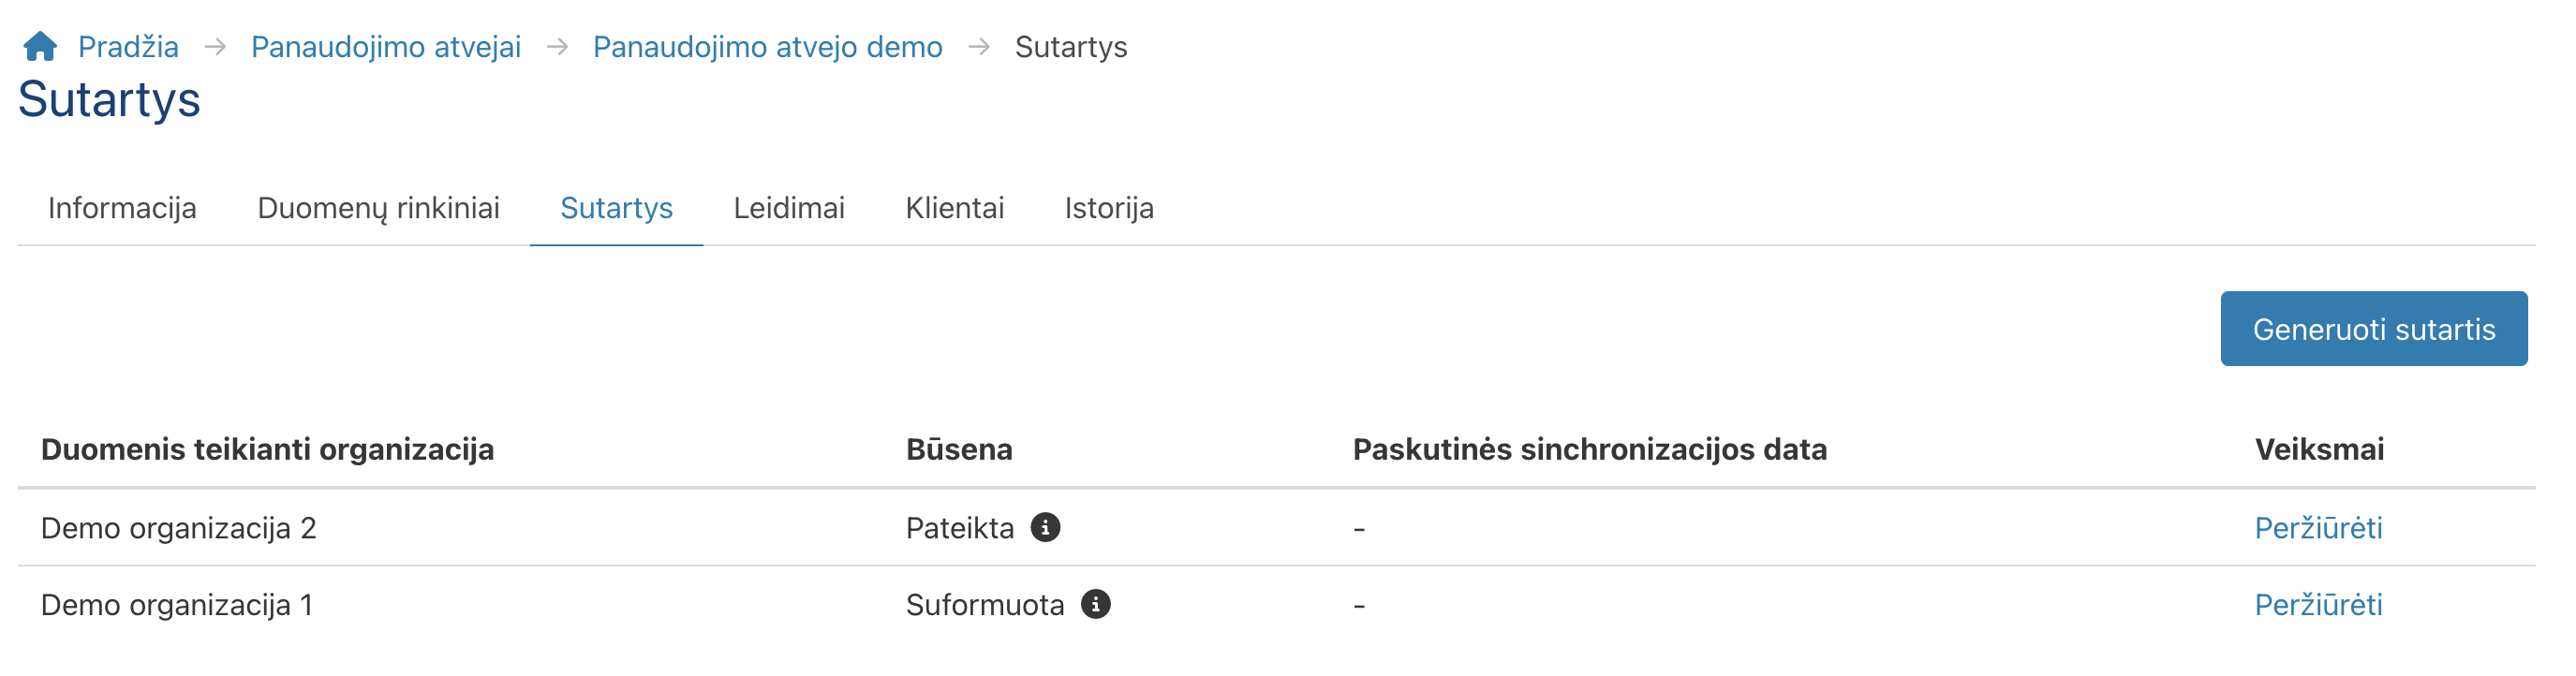 Pradžia → Panaudojimo atvejai → Panaudojimo atvejo demo → Sutartys
Sutartys
Informacija Duomenų rinkiniai Sutartys Leidimai Klientai Istorija
Generuoti sutartis
Duomenis teikianti organizacija Būsena Paskutinės sinchronizacijos data Veiksmai
Demo organizacija 2 Pateikta - Peržiūrėti
Demo organizacija 1 Suformuota - Peržiūrėti